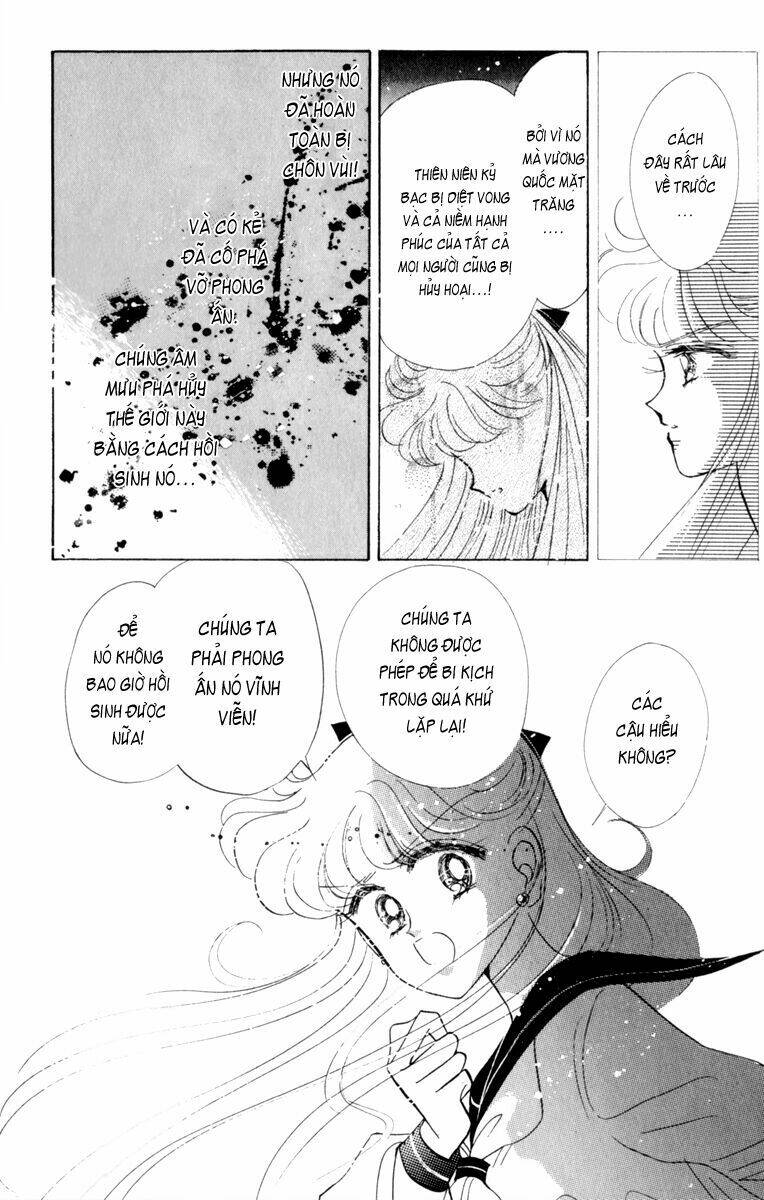 CÁCH
ĐÂY RẤT LÂU
VỀ TRƯỚC
...
BỞI VÌ NÓ
MÀ VƯƠNG
QUỐC MẶT
TRĂNG
....
THIÊN NIÊN KỶ
BẠC BỊ DIỆT VONG
VÀ CẢ NIỀM HẠNH
PHÚC CỦA TẤT CẢ
MỌI NGƯỜI CŨNG BỊ
HỦY HOẠI...!
NHƯNG NÓ
ĐÃ HOÀN
TOÀN BỊ
CHÔN VÙI!
VÀ CÓ KẺ
ĐÃ CỐ PHÁ
VỠ PHONG
ẤN.
CHÚNG ÂM
MƯU PHÁ HỦY
THẾ GIỚI NÀY
BẰNG CÁCH HỒI
SINH NÓ...
CÁC
CẬU HIỂU
KHÔNG?
CHÚNG TA
KHÔNG ĐƯỢC
PHÉP ĐỂ BI KỊCH
TRONG QUÁ KHỨ
LẶP LẠI!
CHÚNG TA
PHẢI PHONG
ẤN NÓ VĨNH
VIỄN!
ĐỂ
NÓ KHÔNG
BAO GIỜ HỒI
SINH ĐƯỢC
NỮA!